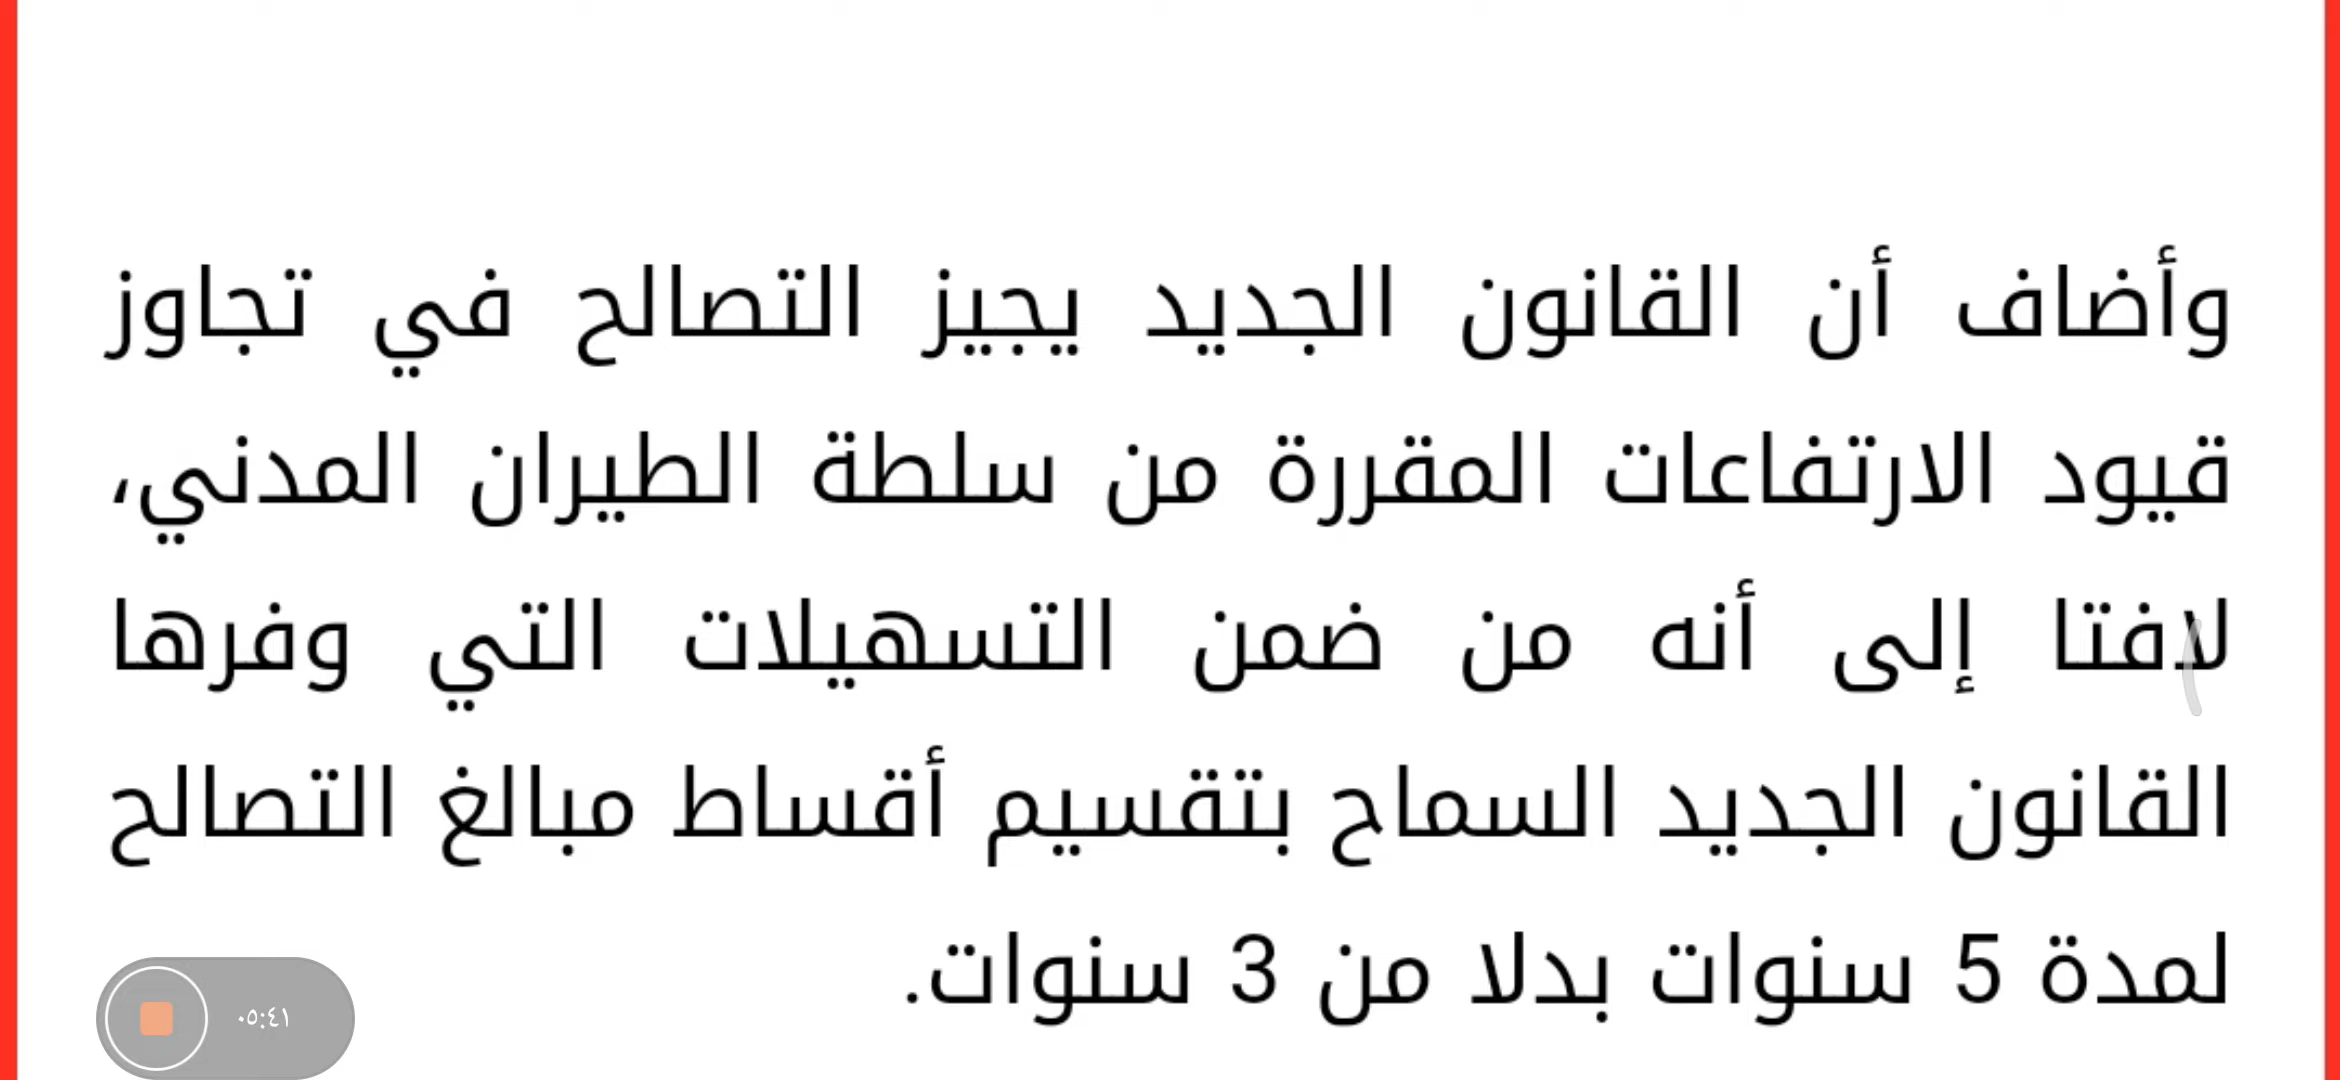 وأضاف أن القانون الجديد يجيز التصالح في تجاوز
قيود الارتفاعات المقررة من سلطة الطيران المدني،
لافتا إلى أنه من ضمن التسهيلات التي وفرها
القانون الجديد السماح بتقسيم أقساط مبالغ التصالح
لمدة 5 سنوات بدلا من 3 سنوات.
٠٥:٤١